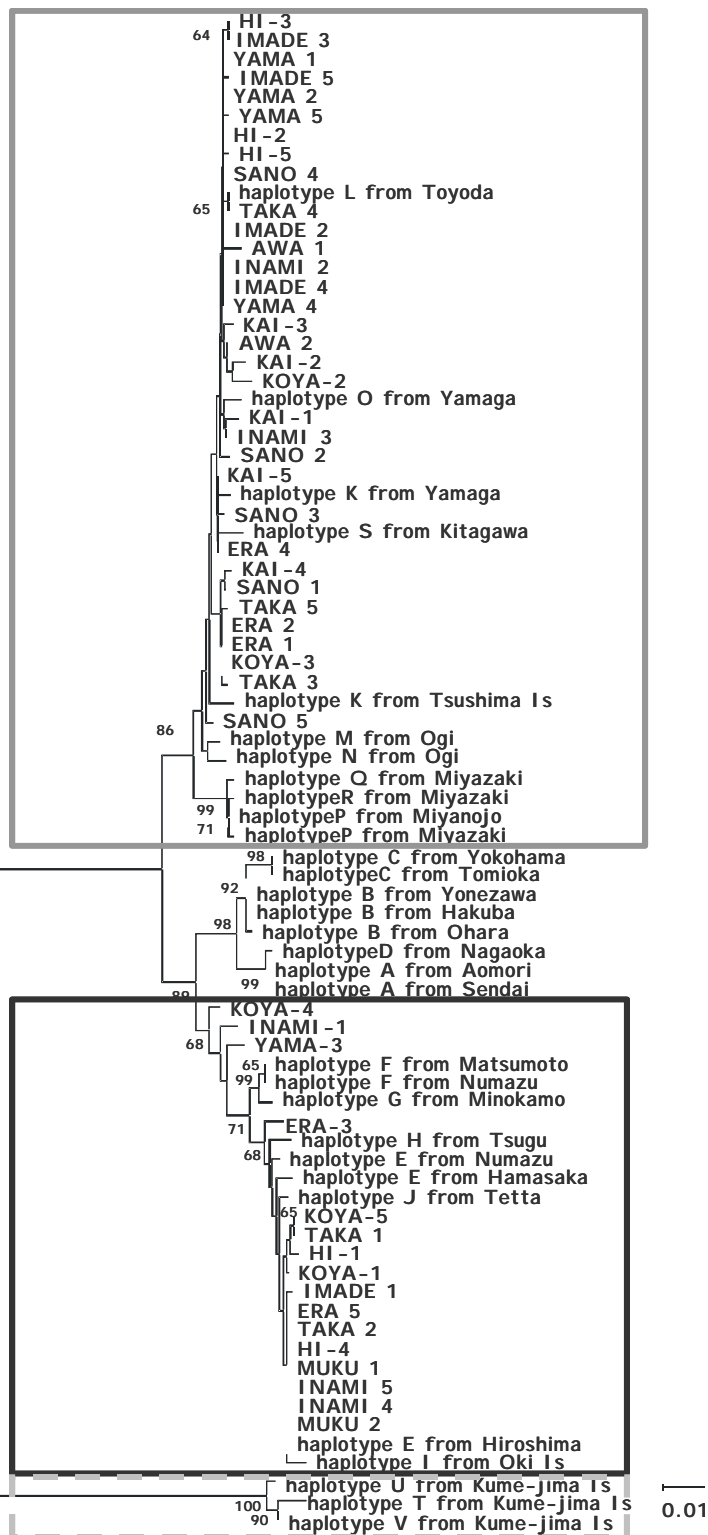 HI-3
64
IMADE 3
YAMA 1
IMADE 5
YAMA 2
YAMA 5
HI-2
HI-5
SANO 4
haplotype L from Toyoda
65
TAKA 4
IMADE 2
AWA 1
INAMI 2
IMADE 4
YAMA 4
KAI-3
AWA 2
KAI-2
KOYA-2
haplotype O from Yamaga
KAI-1
INAMI 3
SANO 2
KAI-5
haplotype K from Yamaga
SANO 3
haplotype S from Kitagawa
ERA 4
KAI-4
SANO 1
TAKA 5
ERA 2
ERA 1
KOYA-3
TAKA 3
haplotype K from Tsushima Is
SANO 5
86
haplotype M from Ogi
haplotype N from Ogi
haplotype Q from Miyazaki
haplotypeR from Miyazaki
99
haplotypeP from Miyanojo
71
haplotypeP from Miyazaki
98
haplotype C from Yokohama
haplotypeC from Tomioka
92
haplotype B from Yonezawa
haplotype B from Hakuba
98
haplotype B from Ohara
haplotypeD from Nagaoka
haplotype A from Aomori
99
haplotype A from Sendai
89
KOYA-4
INAMI-1
68
YAMA-3
65
haplotype F from Matsumoto
99
haplotype F from Numazu
haplotype G from Minokamo
71
ERA-3
haplotype H from Tsugu
68
haplotype E from Numazu
haplotype E from Hamasaka
haplotype J from Tetta
65
KOYA-5
TAKA 1
HI-1
KOYA-1
IMADE 1
ERA 5
TAKA 2
HI-4
MUKU 1
INAMI 5
INAMI 4
MUKU 2
haplotype E from Hiroshima
haplotype I from Oki Is
haplotype U from Kume-jima Is
100
haplotype T from Kume-jima Is
90
haplotype V from Kume-jima Is
0.01